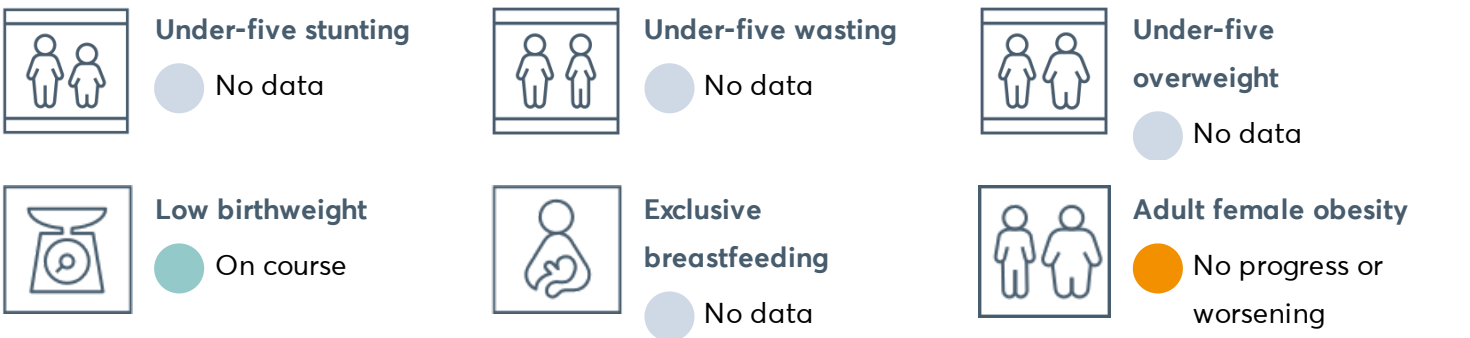 Under-five stunting
No data
Under-five wasting
No data
Under-five
overweight
No data
Low birthweight
On course
Exclusive
breastfeeding
No data
Adult female obesity
No progress or
worsening